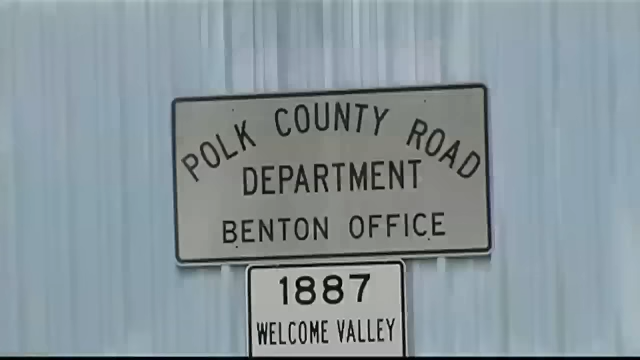 POLK COUNTY ROAD
DEPARTMENT
BENTON OFFICE
1887
WELCOME VALLEY